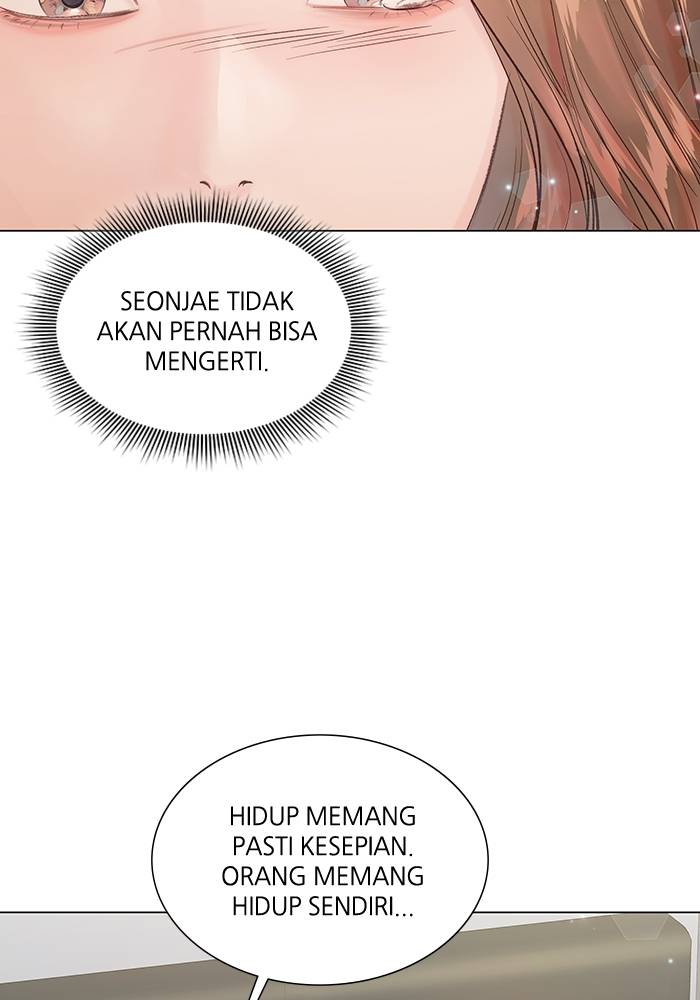 SEONJAE TIDAK
AKAN PERNAH BISA
MENGERTI.
HIDUP MEMANG
PASTI KESEPIAN.
ORANG MEMANG
HIDUP SENDIRI...